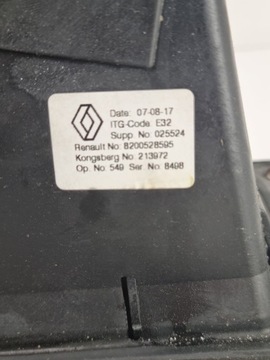 Date: 07-08-17
ITG-Code: E32
Supp. No: 025524
Renault No: 8200528595
Kongsberg No: 213972
Op. No: 549 Ser. No: 8498